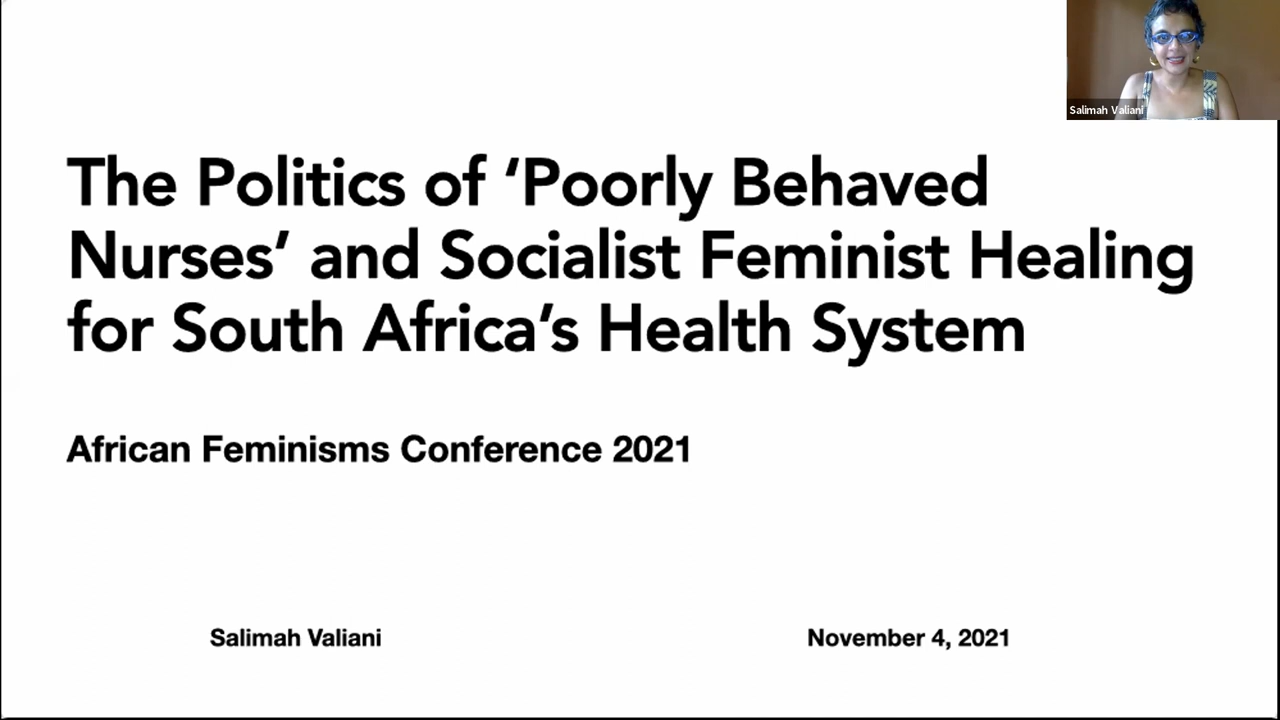 Salimah Valiani
The Politics of ‘Poorly Behaved
Nurses’ and Socialist Feminist Healing
for South Africa’s Health System
African Feminisms Conference 2021
Salimah Valiani
November 4, 2021